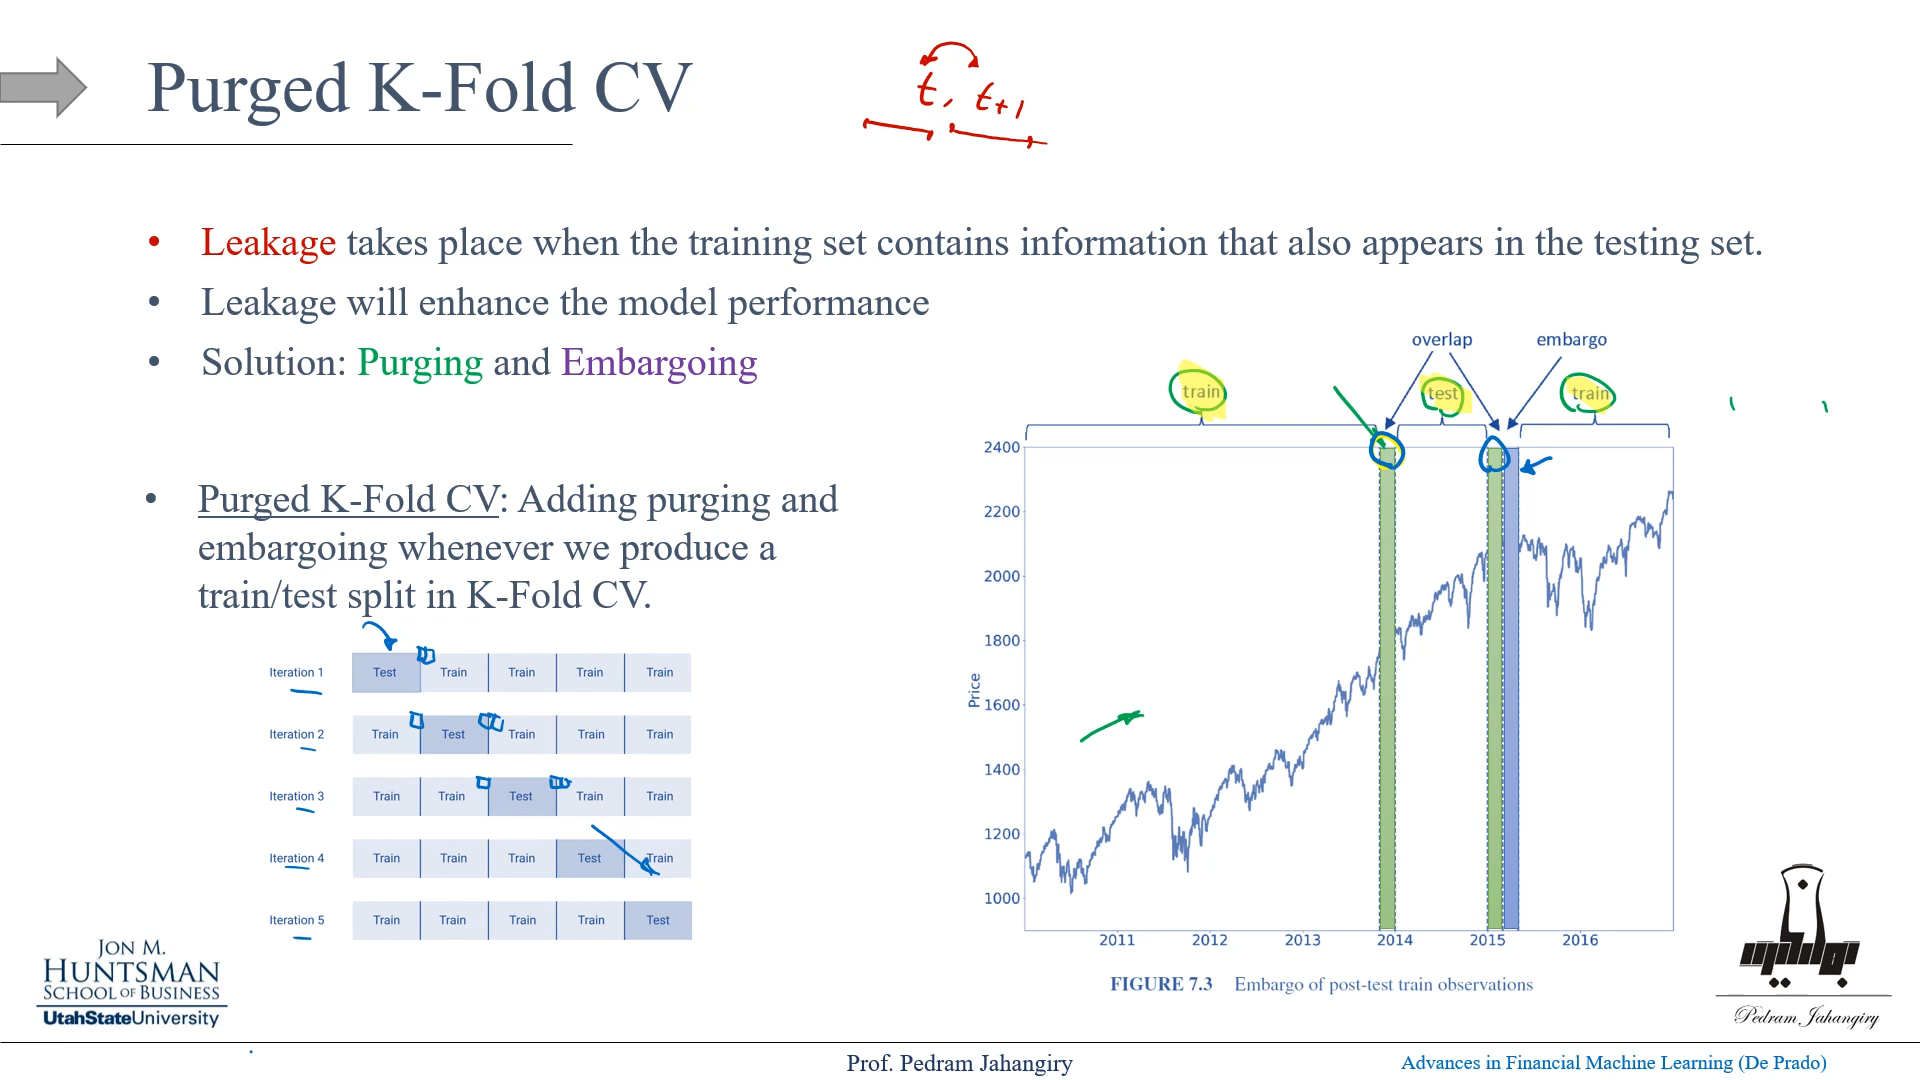 Purged K-Fold CV
t, t+1
• Leakage takes place when the training set contains information that also appears in the testing set.
• Leakage will enhance the model performance
• Solution: Purging and Embargoing
• Purged K-Fold CV: Adding purging and
embargoing whenever we produce a
train/test split in K-Fold CV.
Iteration 1 Test Train Train Train Train
Iteration 2 Train Test Train Train Train
Iteration 3 Train Train Test Train Train
Iteration 4 Train Train Train Test Train
Iteration 5 Train Train Train Train Test
overlap embargo
train test train
2400
2200
2000
1800
1600
1400
1200
1000
Price
2011 2012 2013 2014 2015 2016
FIGURE 7.3 Embargo of post-test train observations
JON M.
HUNTSMAN
SCHOOL OF BUSINESS
UtahStateUniversity
Pedram Jahangiry
Prof. Pedram Jahangiry
Advances in Financial Machine Learning (De Prado)